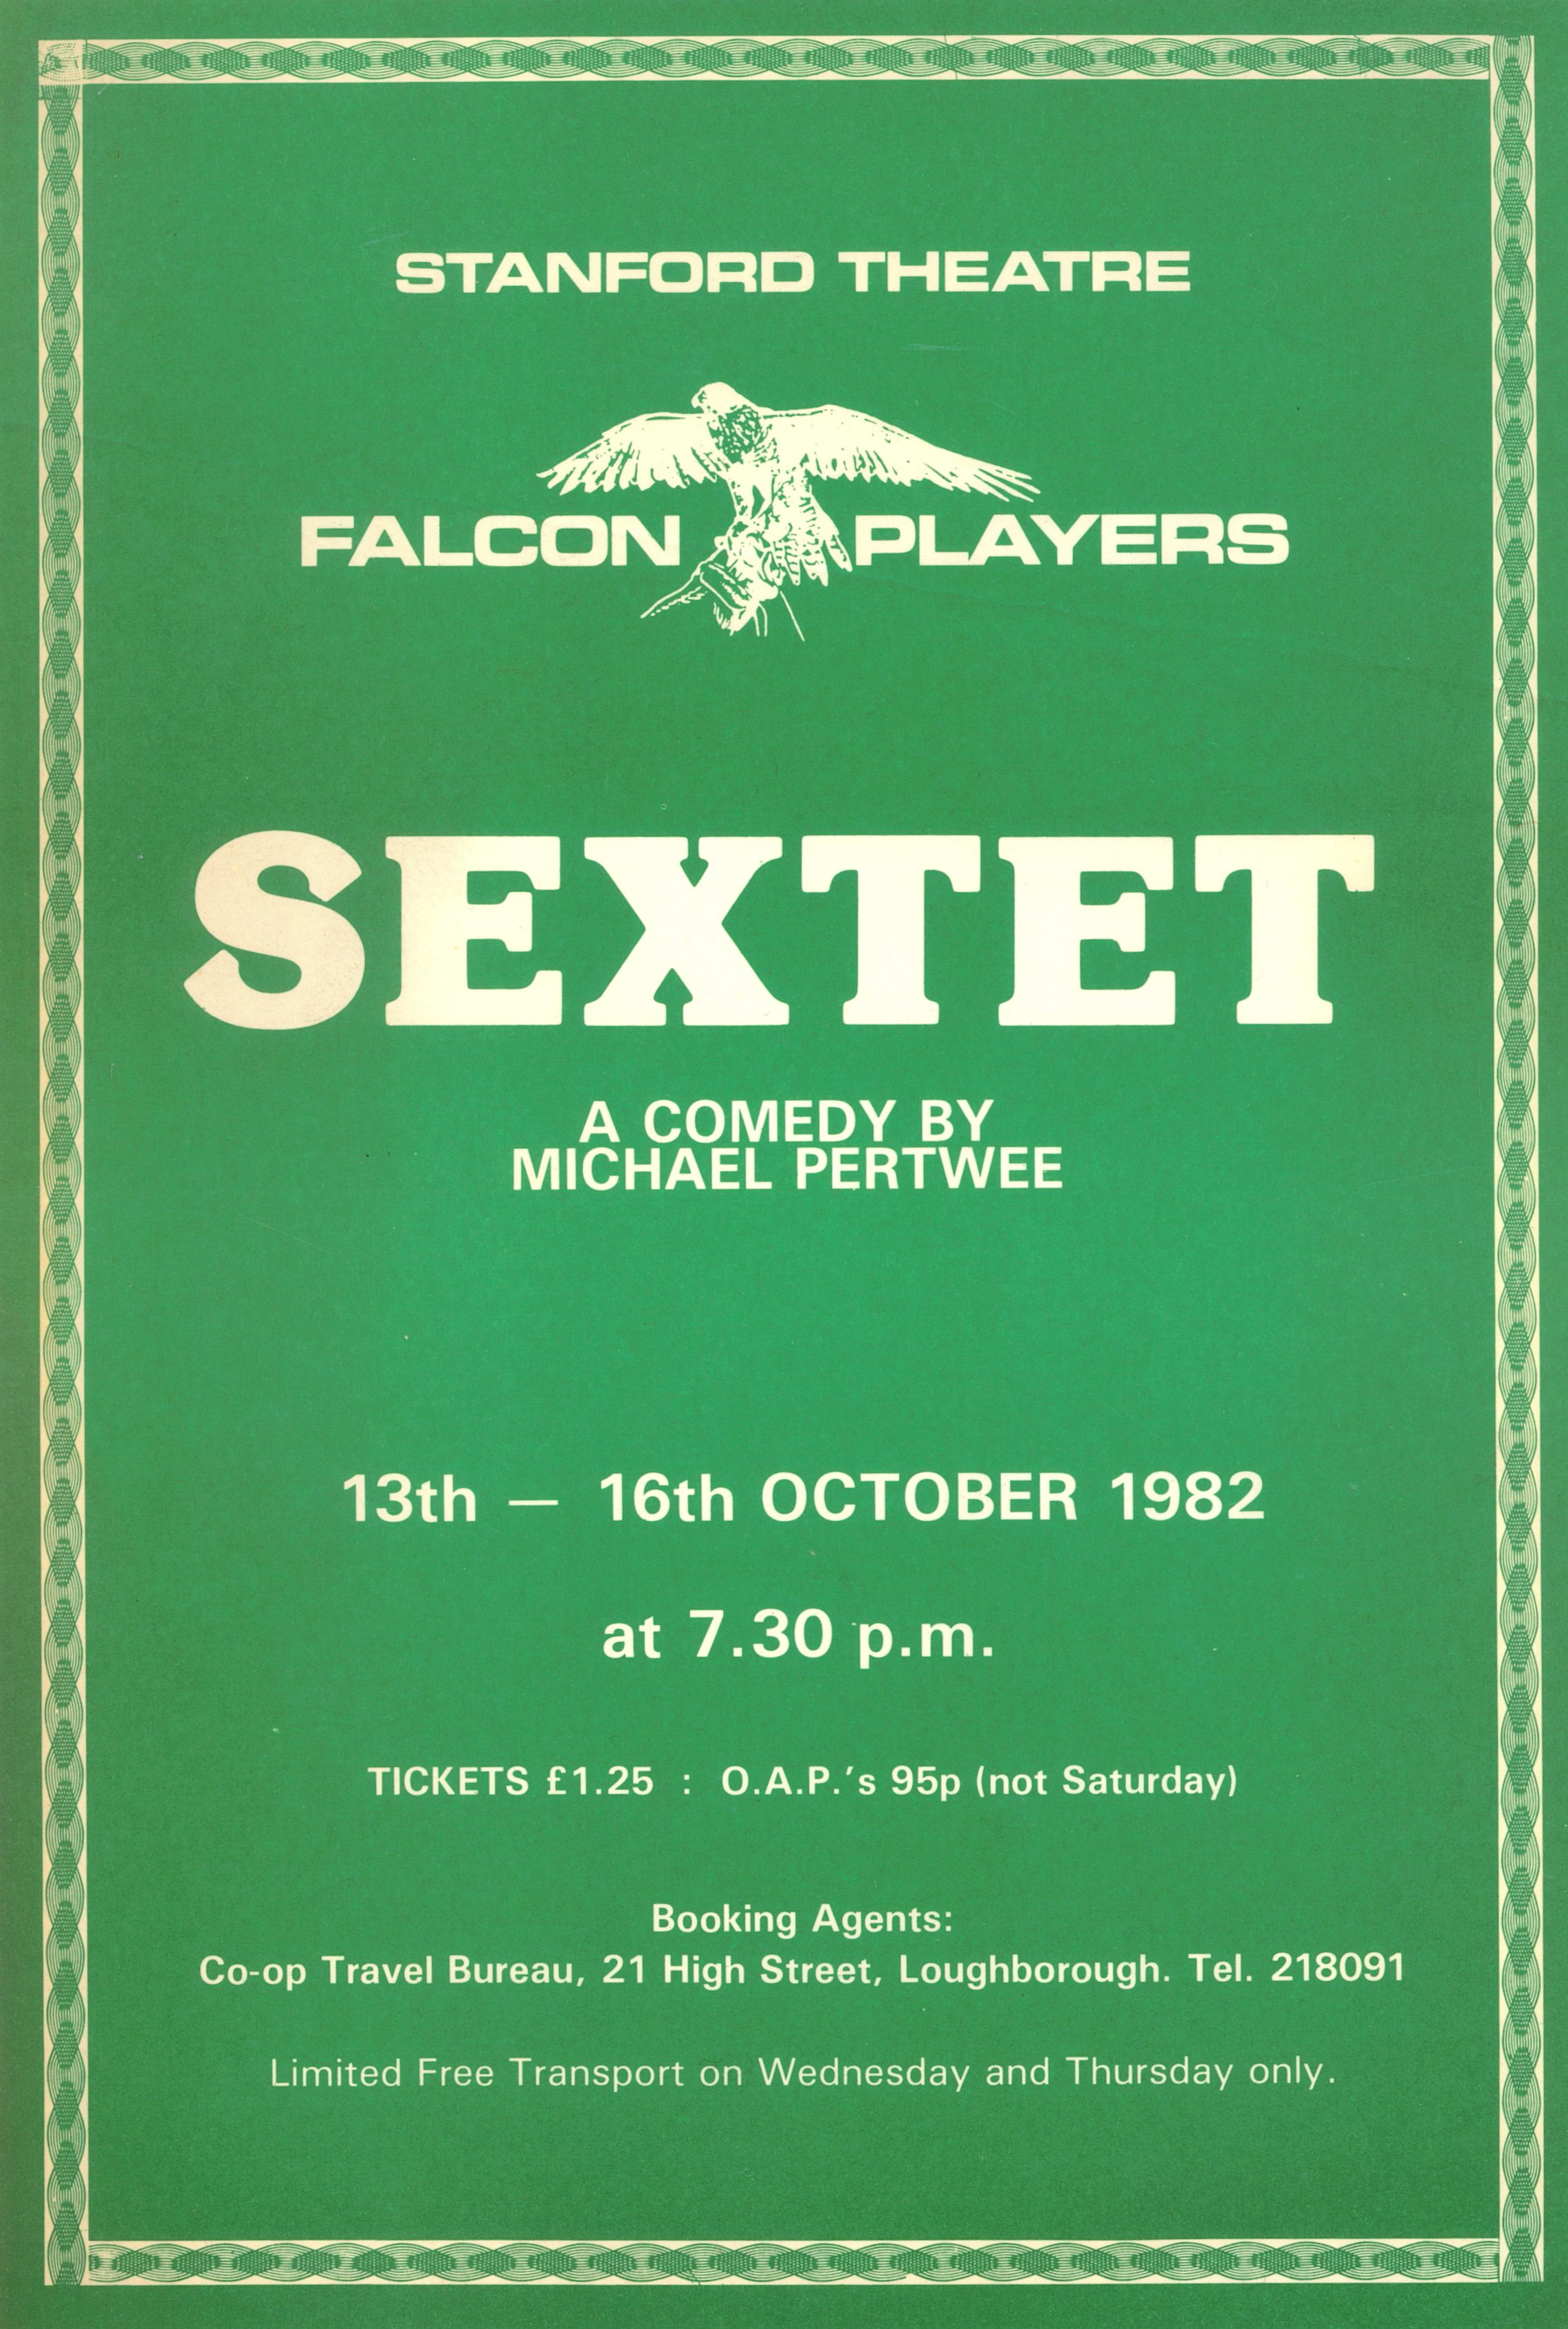 STANFORD THEATRE
FALCON PLAYERS
SEXTET
A COMEDY BY
MICHAEL PERTWEE
13th — 16th OCTOBER 1982
at 7.30 p.m.
TICKETS £1.25 : O.A.P.'s 95p (not Saturday)
Booking Agents:
Co-op Travel Bureau, 21 High Street, Loughborough. Tel. 218091
Limited Free Transport on Wednesday and Thursday only.